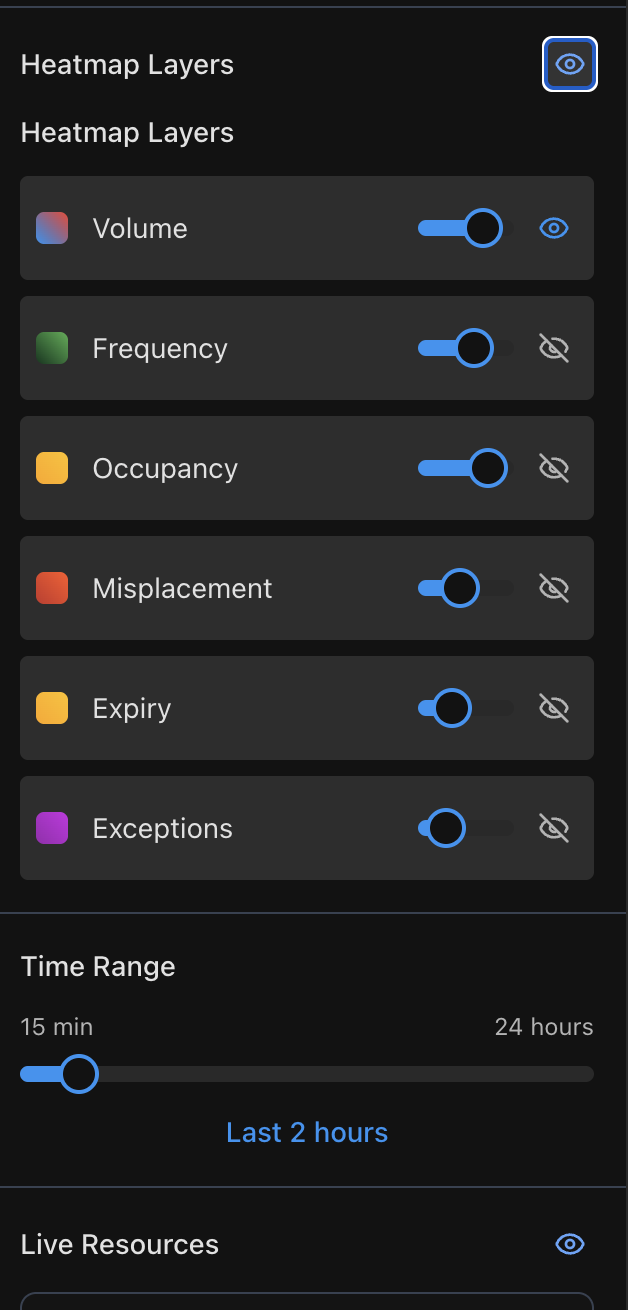 Heatmap Layers
Heatmap Layers
Volume
Frequency
Occupancy
Misplacement
Expiry
Exceptions
Time Range
15 min 24 hours
Last 2 hours
Live Resources